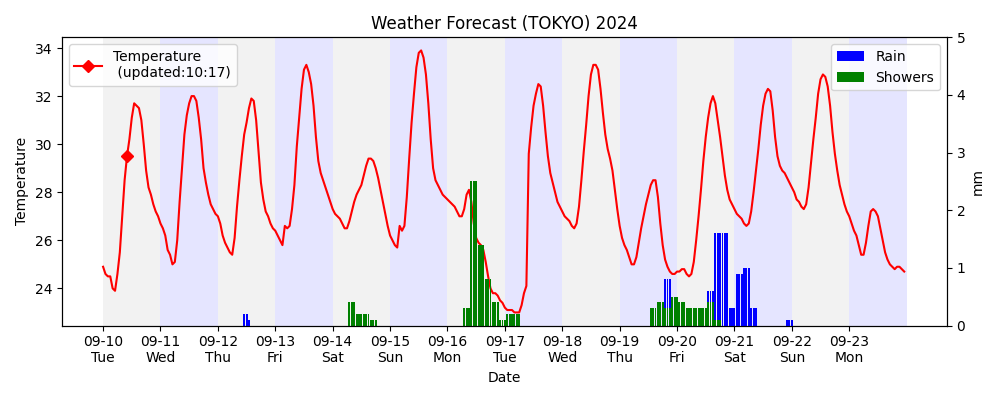 Weather Forecast (TOKYO) 2024
Temperature
(updated:10:17)
Rain
Showers
Temperature
34
32
30
28
26
24
5
4
3
2
1
0
mm
09-10 09-11 09-12 09-13 09-14 09-15 09-16 09-17 09-18 09-19 09-20 09-21 09-22 09-23
Tue Wed Thu Fri Sat Sun Mon Tue Wed Thu Fri Sat Sun Mon
Date